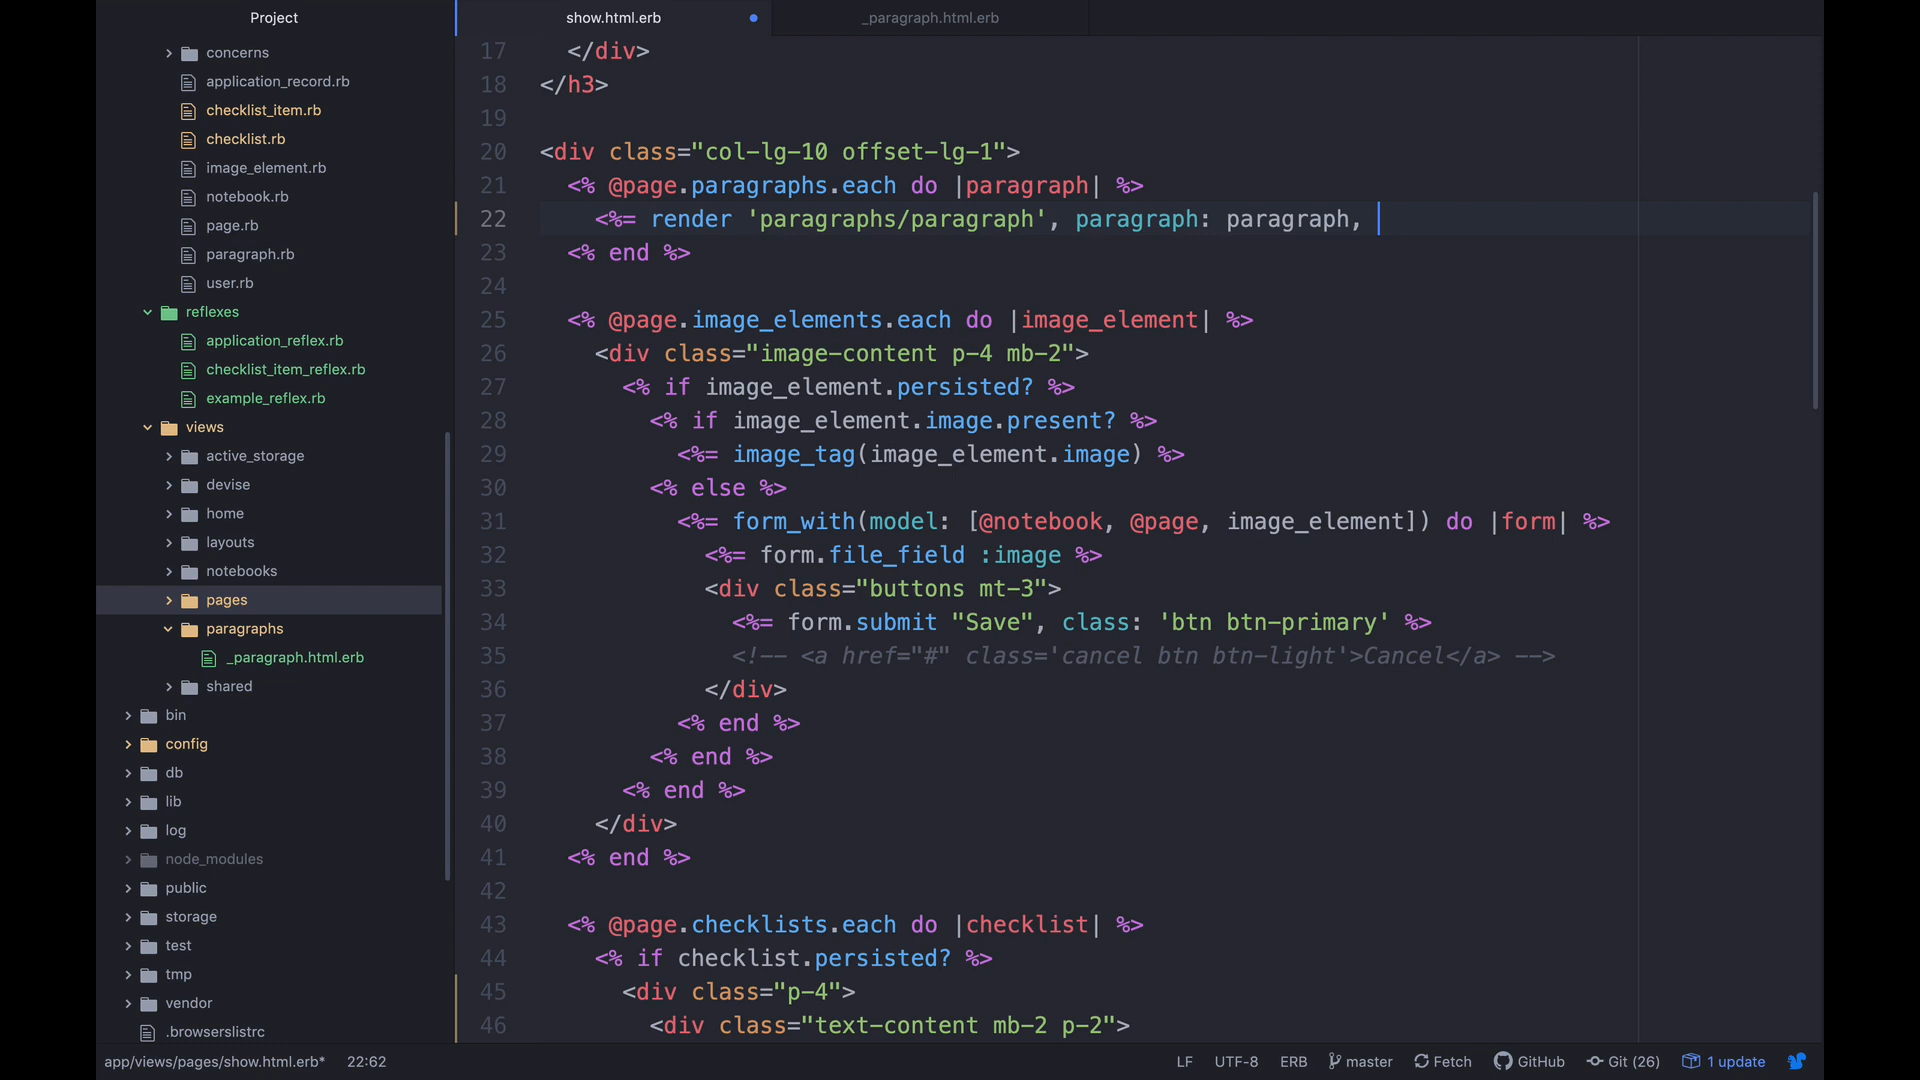 Project
show.html.erb
_paragraph.html.erb
concerns
application_record.rb
checklist_item.rb
checklist.rb
image_element.rb
notebook.rb
page.rb
paragraph.rb
user.rb
reflexes
application_reflex.rb
checklist_item_reflex.rb
example_reflex.rb
views
active_storage
devise
home
layouts
notebooks
pages
paragraphs
_paragraph.html.erb
shared
bin
config
db
lib
log
node_modules
public
storage
test
tmp
vendor
.browserslistrc
17 </div>
18 </h3>
19
20 <div class="col-lg-10 offset-lg-1">
21 <% @page.paragraphs.each do |paragraph| %>
22 <%= render 'paragraphs/paragraph', paragraph: paragraph,
23 <% end %>
24
25 <% @page.image_elements.each do |image_element| %>
26 <div class="image-content p-4 mb-2">
27 <% if image_element.persisted? %>
28 <% if image_element.image.present? %>
29 <%= image_tag(image_element.image) %>
30 <% else %>
31 <%= form_with(model: [@notebook, @page, image_element]) do |form| %>
32 <%= form.file_field :image %>
33 <div class="buttons mt-3">
34 <%= form.submit "Save", class: 'btn btn-primary' %>
35 <!-- <a href="#" class='cancel btn btn-light'>Cancel</a> -->
36 </div>
37 <% end %>
38 <% end %>
39 <% end %>
40 </div>
41 <% end %>
42
43 <% @page.checklists.each do |checklist| %>
44 <% if checklist.persisted? %>
45 <div class="p-4">
46 <div class="text-content mb-2 p-2">
app/views/pages/show.html.erb* 22:62 LF UTF-8 ERB master Fetch GitHub Git (26) 1 update